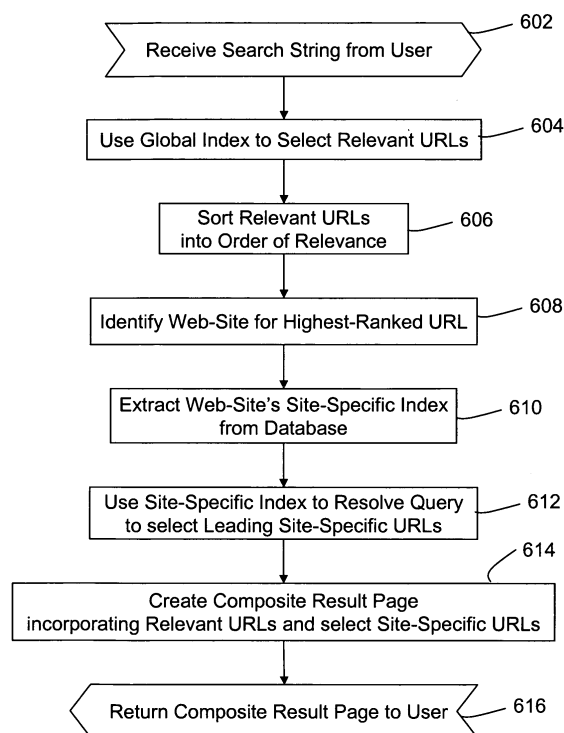 602
Receive Search String from User
604
Use Global Index to Select Relevant URLs
Sort Relevant URLs
into Order of Relevance
606
608
Identify Web-Site for Highest-Ranked URL
Extract Web-Site's Site-Specific Index
from Database
610
Use Site-Specific Index to Resolve Query
to select Leading Site-Specific URLs
612
614
Create Composite Result Page
incorporating Relevant URLs and select Site-Specific URLs
Return Composite Result Page to User
616